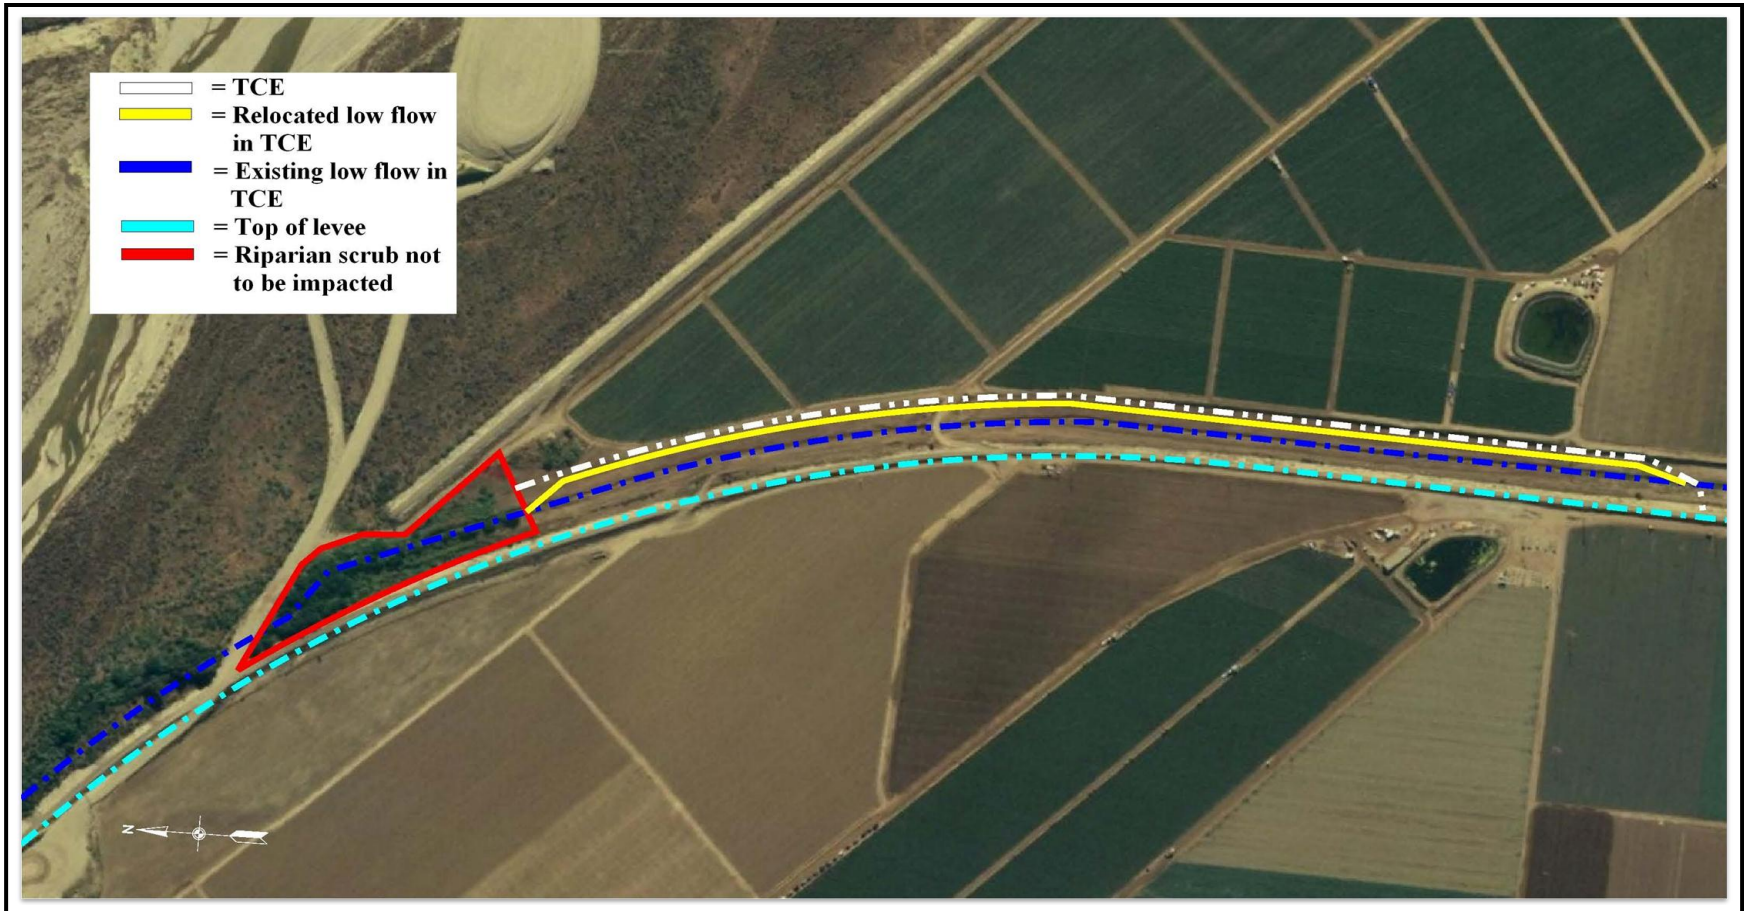 = TCE
= Relocated low flow
in TCE
= Existing low flow in
TCE
= Top of levee
= Riparian scrub not
to be impacted
N